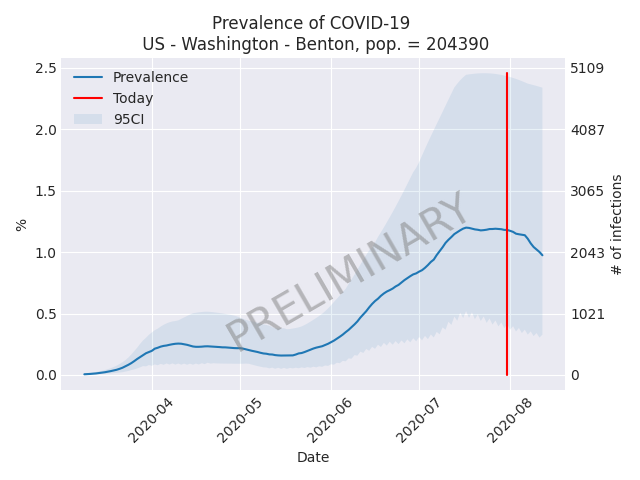 Prevalence of COVID-19
US - Washington - Benton, pop. = 204390
Prevalence
Today
95CI
PRELIMINARY
2.5
2.0
1.5
1.0
0.5
0.0
%
5109
4087
3065
2043
1021
0
# of infections
2020-04
2020-05
2020-06
2020-07
2020-08
Date